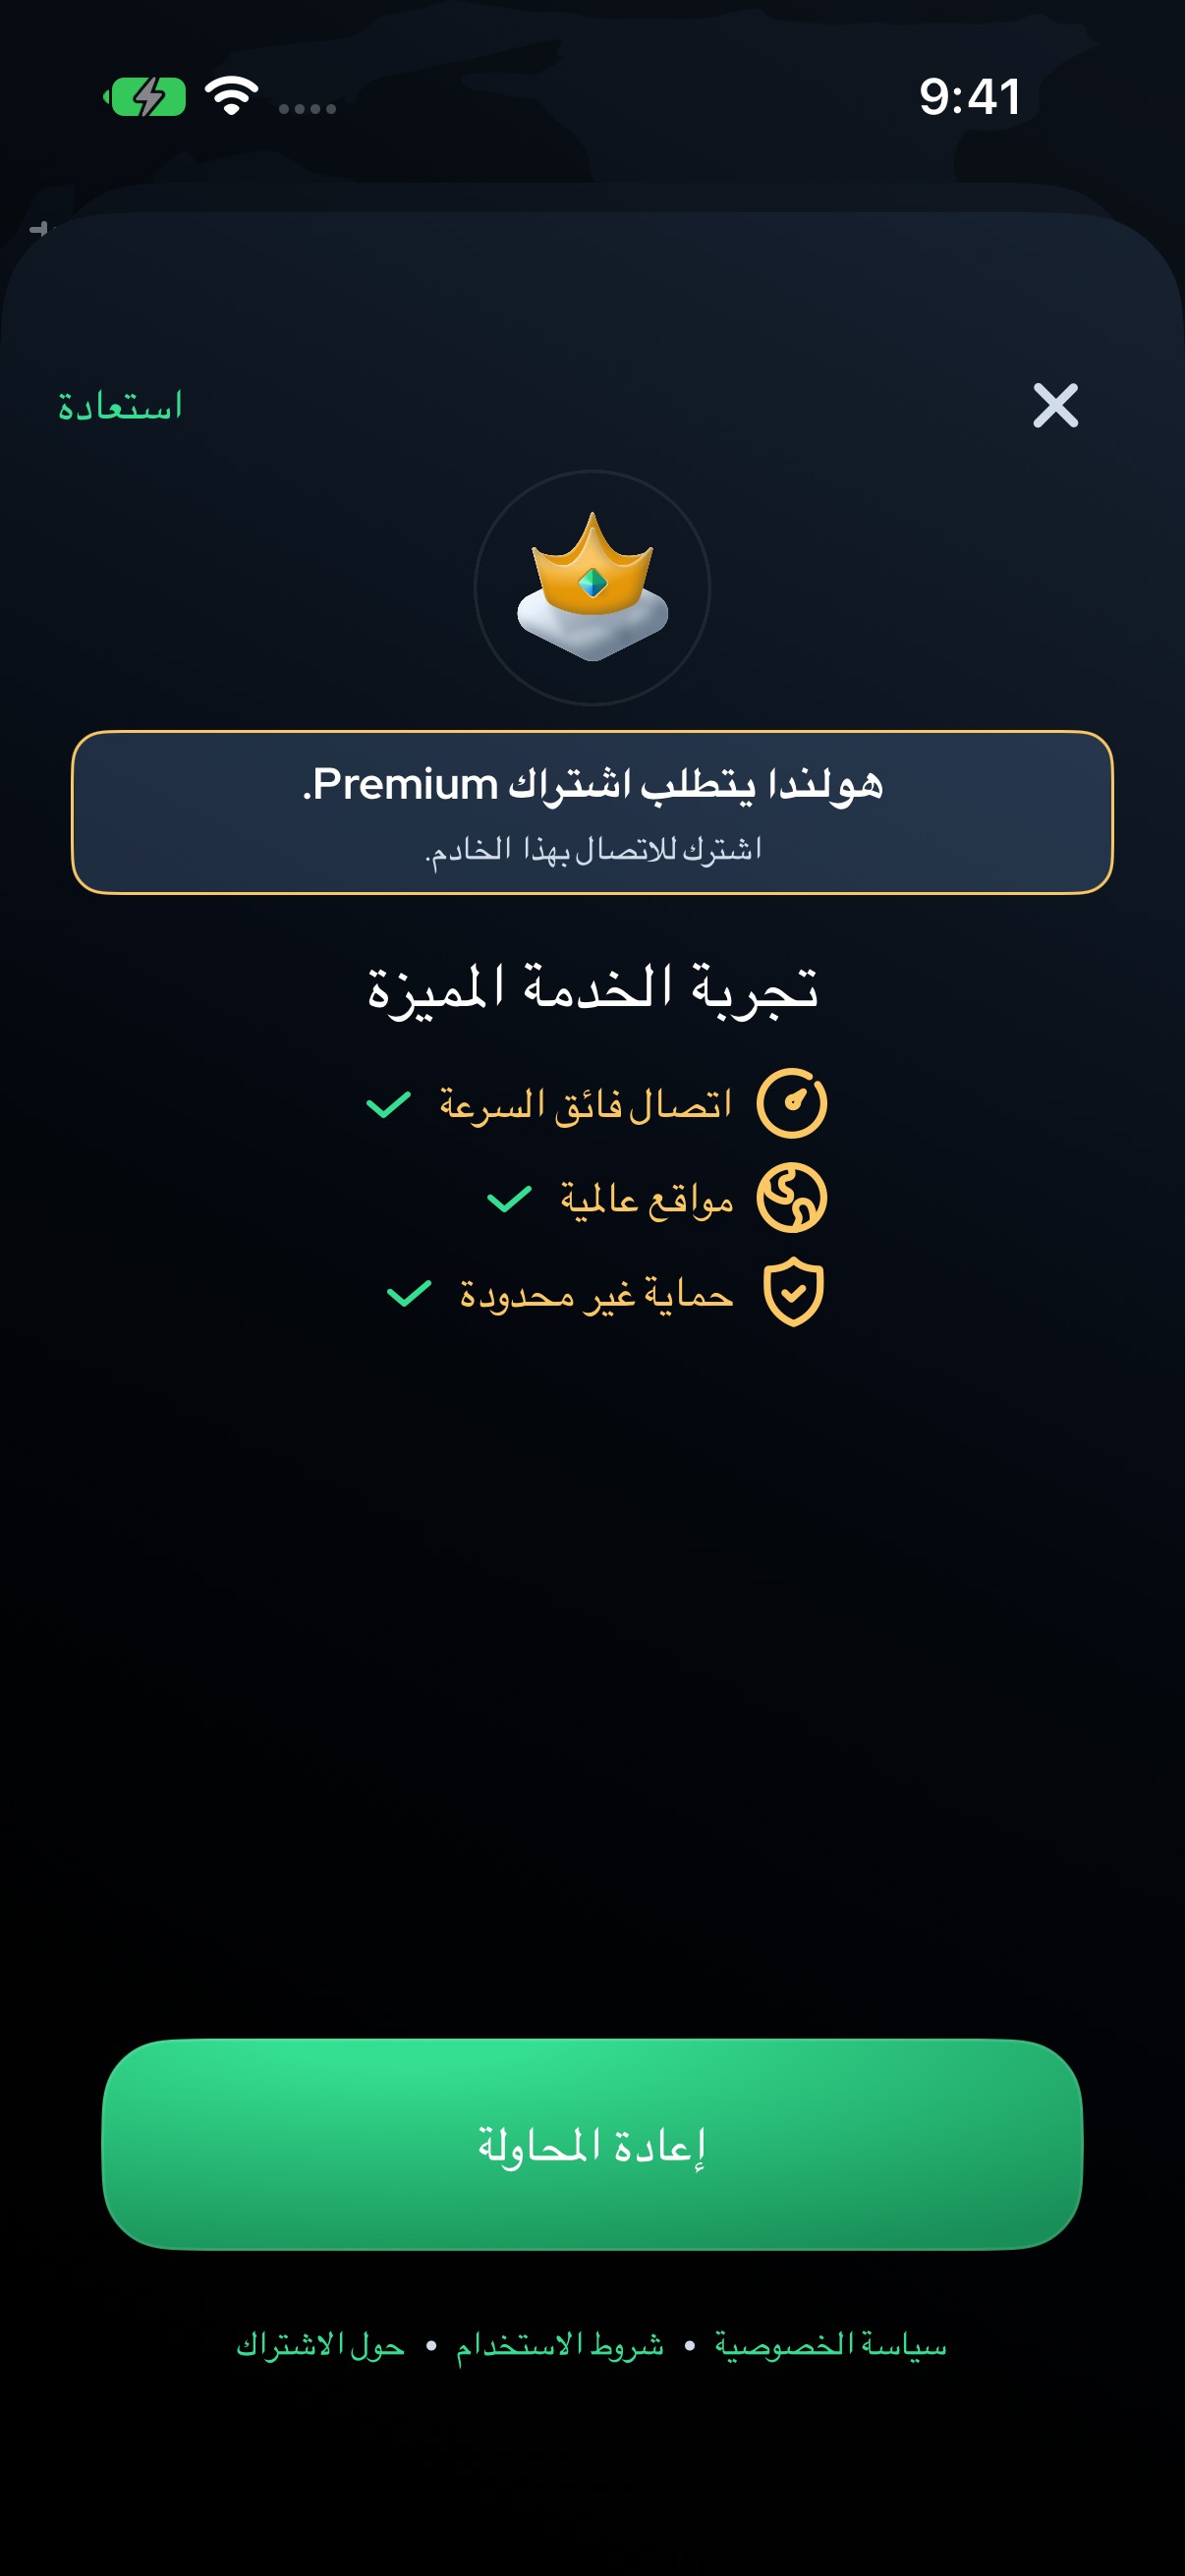 9:41
استعادة
هولندا يتطلب اشتراك Premium.
اشترك للاتصال بهذا الخادم.
تجربة الخدمة المميزة
اتصال فائق السرعة
مواقع عالمية
حماية غير محدودة
إعادة المحاولة
سياسة الخصوصية • شروط الاستخدام • حول الاشتراك